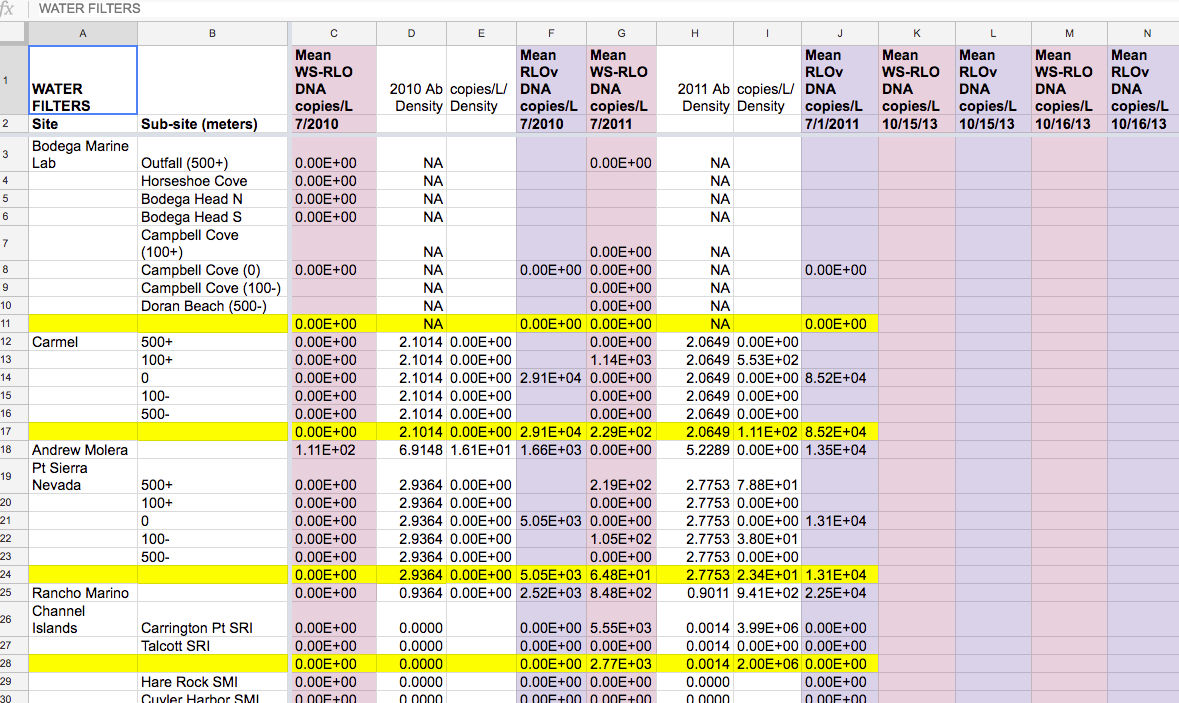 fx WATER FILTERS
A B C D E F G H I J K L M N
1 WATER FILTERS Mean WS-RLO DNA copies/L 2010 Ab Density copies/L/ Density Mean RLOv DNA copies/L Mean WS-RLO DNA copies/L 2011 Ab Density copies/L/ Density Mean RLOv DNA copies/L Mean WS-RLO DNA copies/L Mean RLOv DNA copies/L Mean WS-RLO DNA copies/L Mean RLOv DNA copies/L
2 Site Sub-site (meters) 7/2010 7/2010 7/2011 7/1/2011 10/15/13 10/15/13 10/16/13 10/16/13
3 Bodega Marine Lab Outfall (500+) 0.00E+00 NA 0.00E+00 NA
4 Horseshoe Cove 0.00E+00 NA NA
5 Bodega Head N 0.00E+00 NA NA
6 Bodega Head S 0.00E+00 NA NA
7 Campbell Cove (100+) NA 0.00E+00 NA
8 Campbell Cove (0) 0.00E+00 NA 0.00E+00 0.00E+00 NA 0.00E+00
9 Campbell Cove (100-) NA 0.00E+00 NA
10 Doran Beach (500-) NA 0.00E+00 NA
11 0.00E+00 NA 0.00E+00 0.00E+00 NA 0.00E+00
12 Carmel 500+ 0.00E+00 2.1014 0.00E+00 0.00E+00 2.0649 0.00E+00
13 100+ 0.00E+00 2.1014 0.00E+00 1.14E+03 2.0649 5.53E+02
14 0 0.00E+00 2.1014 0.00E+00 2.91E+04 0.00E+00 2.0649 0.00E+00 8.52E+04
15 100- 0.00E+00 2.1014 0.00E+00 0.00E+00 2.0649 0.00E+00
16 500- 0.00E+00 2.1014 0.00E+00 0.00E+00 2.0649 0.00E+00
17 0.00E+00 2.1014 0.00E+00 2.91E+04 2.29E+02 2.0649 1.11E+02 8.52E+04
18 Andrew Molera 1.11E+02 6.9148 1.61E+01 1.66E+03 0.00E+00 5.2289 0.00E+00 1.35E+04
19 Pt Sierra Nevada 500+ 0.00E+00 2.9364 0.00E+00 2.19E+02 2.7753 7.88E+01
20 100+ 0.00E+00 2.9364 0.00E+00 0.00E+00 2.7753 0.00E+00
21 0 0.00E+00 2.9364 0.00E+00 5.05E+03 0.00E+00 2.7753 0.00E+00 1.31E+04
22 100- 0.00E+00 2.9364 0.00E+00 1.05E+02 2.7753 3.80E+01
23 500- 0.00E+00 2.9364 0.00E+00 0.00E+00 2.7753 0.00E+00
24 0.00E+00 2.9364 0.00E+00 5.05E+03 6.48E+01 2.7753 2.34E+01 1.31E+04
25 Rancho Marino 0.00E+00 0.9364 0.00E+00 2.52E+03 8.48E+02 0.9011 9.41E+02 2.25E+04
26 Channel Islands Carrington Pt SRI 0.00E+00 0.0000 0.00E+00 5.55E+03 0.0014 3.99E+06 0.00E+00
27 Talcott SRI 0.00E+00 0.0000 0.00E+00 0.00E+00 0.0014 0.00E+00 0.00E+00
28 0.00E+00 0.0000 0.00E+00 2.77E+03 0.0014 2.00E+06 0.00E+00
29 Hare Rock SMI 0.00E+00 0.0000 0.00E+00 0.00E+00 0.0000 0.00E+00
30 Cuyler Harbor SMI 0.00E+00 0.0000 0.00E+00 0.00E+00 0.0000 0.00E+00